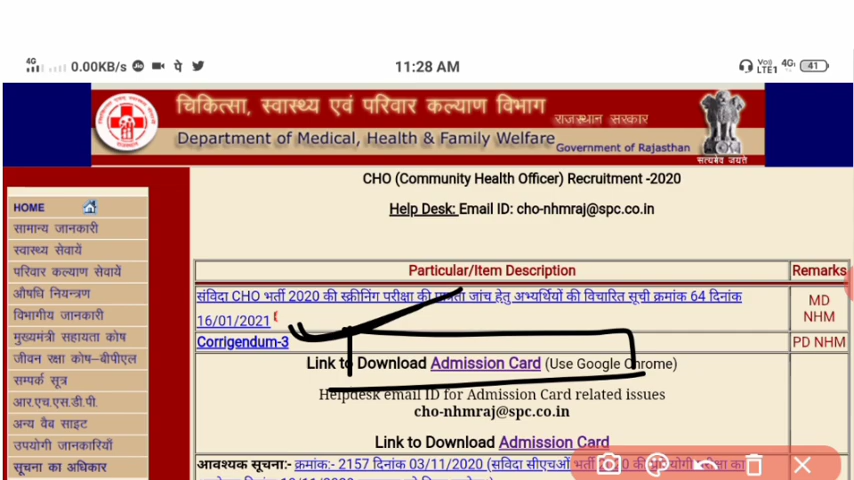 4G 0.00KB/s पे 11:28 AM Vo) LTE1 4G 41
चिकित्सा, स्वास्थ्य एवं परिवार कल्याण विभाग राजस्थान सरकार
Department of Medical, Health & Family Welfare Government of Rajasthan
सत्यमेव जयते
CHO (Community Health Officer) Recruitment -2020
Help Desk: Email ID: cho-nhmraj@spc.co.in
HOME
सामान्य जानकारी
स्वास्थ्य सेवायें
परिवार कल्याण सेवायें
औषधि नियन्त्रण
विभागीय जानकारी
मुख्यमंत्री सहायता कोष
जीवन रक्षा कोष–बीपीएल
सम्पर्क सूत्र
आर.एच.एस.डी.पी.
अन्य वैब साइट
उपयोगी जानकारियाँ
सूचना का अधिकार
Particular/Item Description Remarks
संविदा CHO भर्ती 2020 की स्क्रीनिंग परीक्षा की पात्रता जांच हेतु अभ्यर्थियों की विचारित सूची क्रमांक 64 दिनांक
16/01/2021
MD
NHM
Corrigendum-3 PD NHM
Link to Download Admission Card (Use Google Chrome)
Helpdesk email ID for Admission Card related issues
cho-nhmraj@spc.co.in
Link to Download Admission Card
आवश्यक सूचना:- क्रमांक:- 2157 दिनांक 03/11/2020 (संविदा सीएचओं भर्ती का